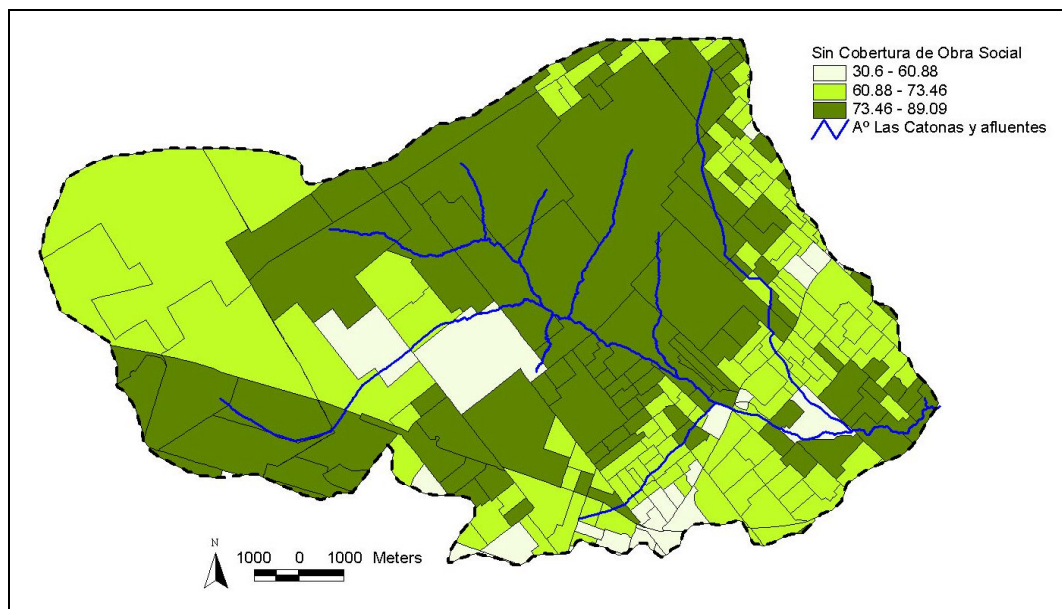 Sin Cobertura de Obra Social
30.6 - 60.88
60.88 - 73.46
73.46 - 89.09
Aº Las Catonas y afluentes
N
1000 0 1000 Meters